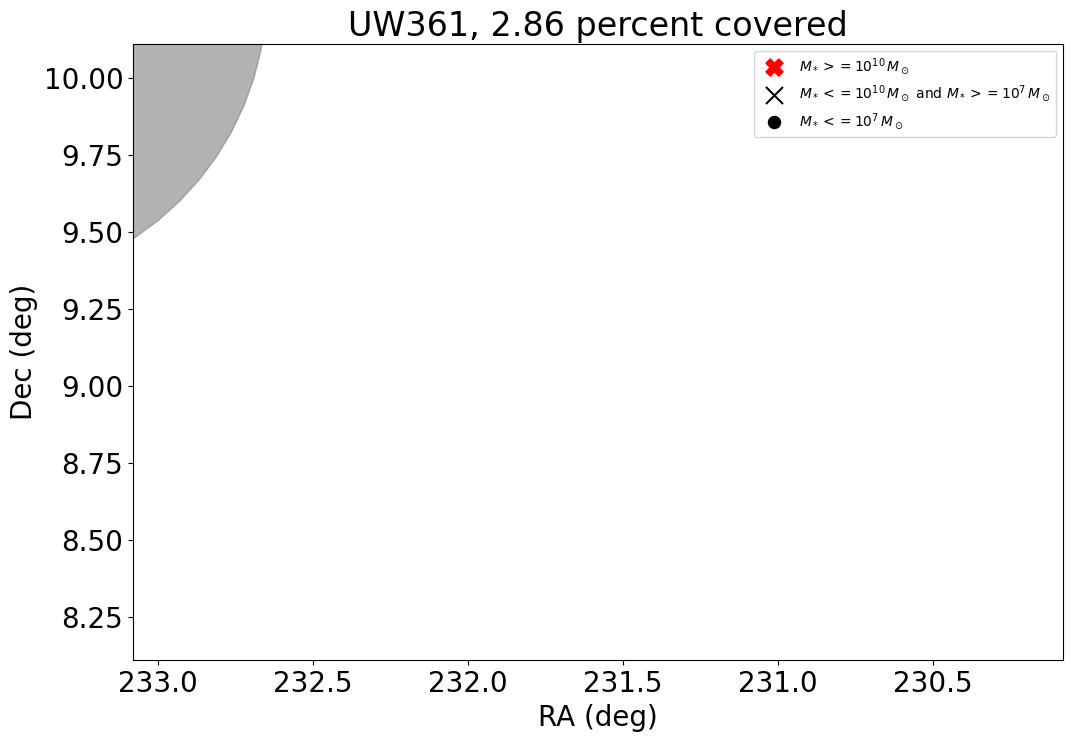 UW361, 2.86 percent covered
M* >= 10^10 M⊙
M* <= 10^10 M⊙ and M* >= 10^7 M⊙
M* <= 10^7 M⊙
10.00
9.75
9.50
9.25
9.00
8.75
8.50
8.25
Dec (deg)
233.0 232.5 232.0 231.5 231.0 230.5
RA (deg)